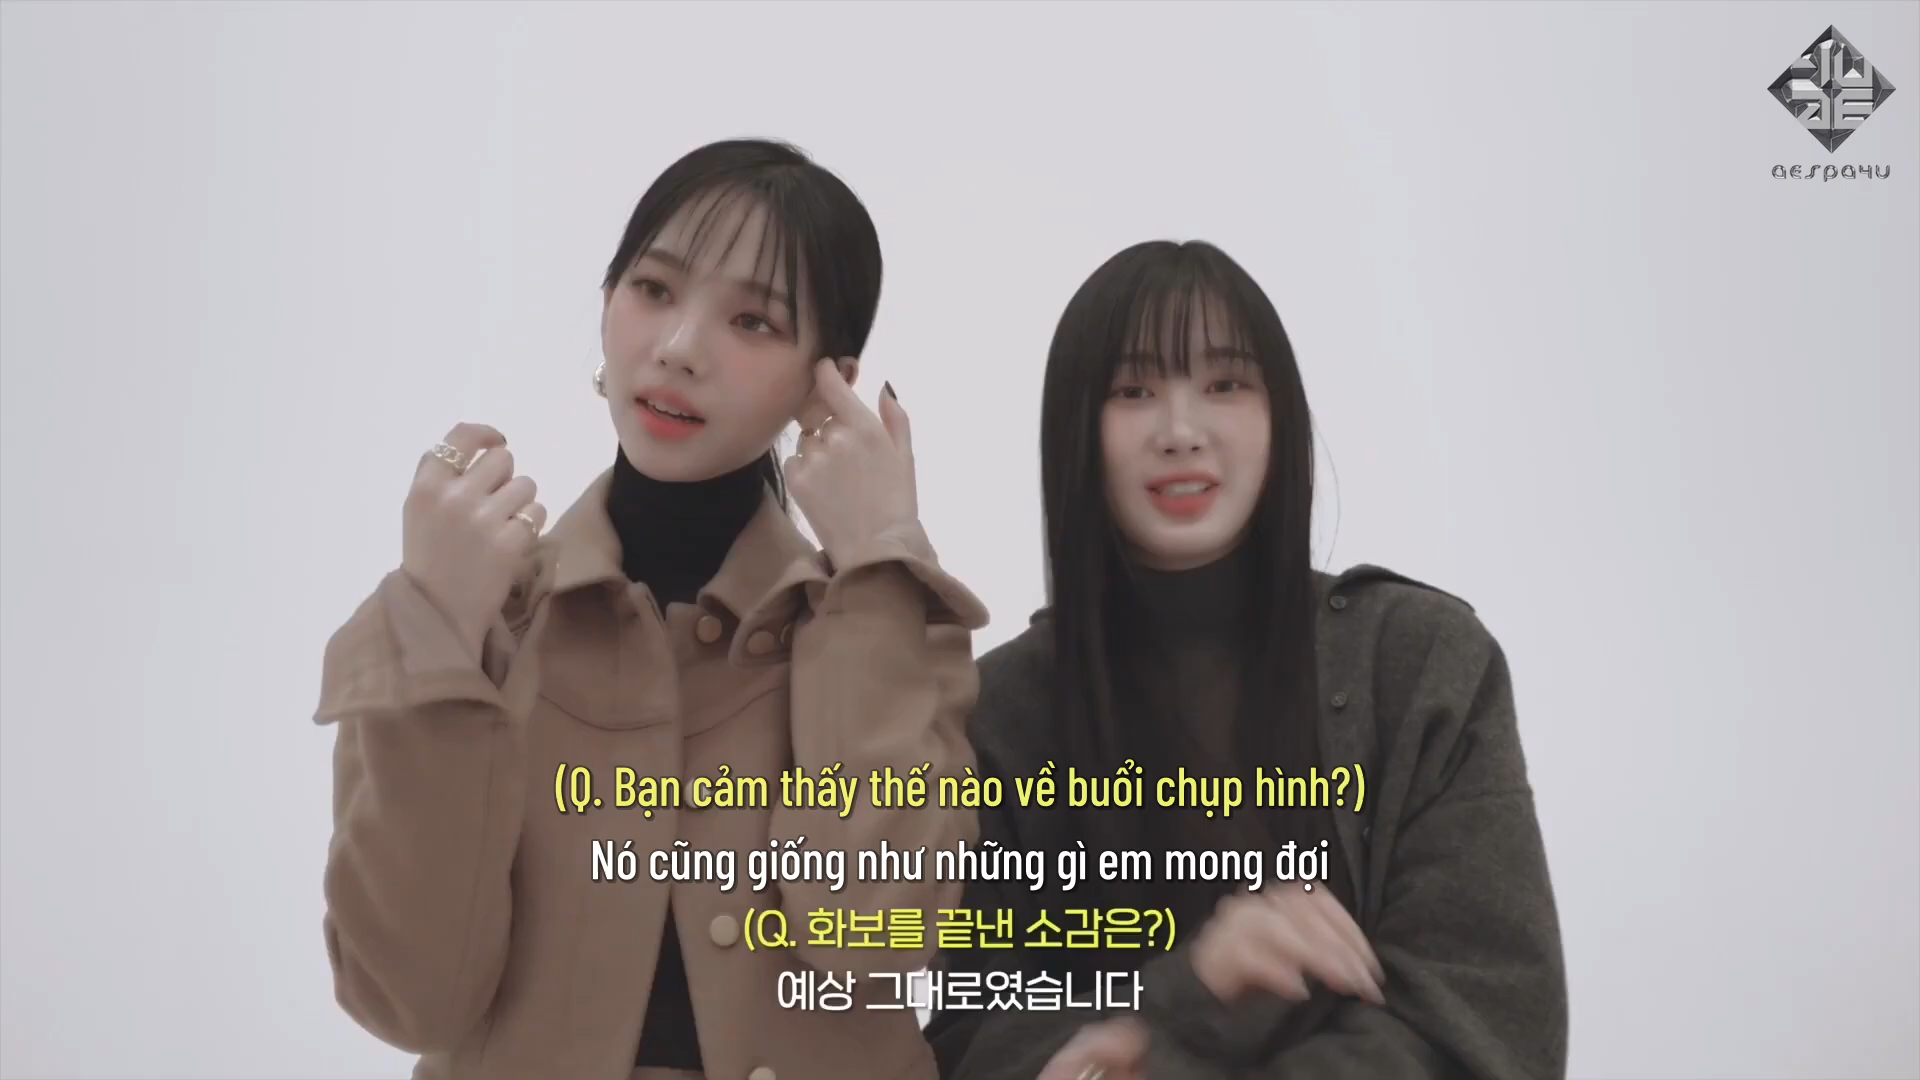 aespa4u
(Q. Bạn cảm thấy thế nào về buổi chụp hình?)
Nó cũng giống như những gì em mong đợi
(Q. 화보를 끝낸 소감은?)
예상 그대로였습니다